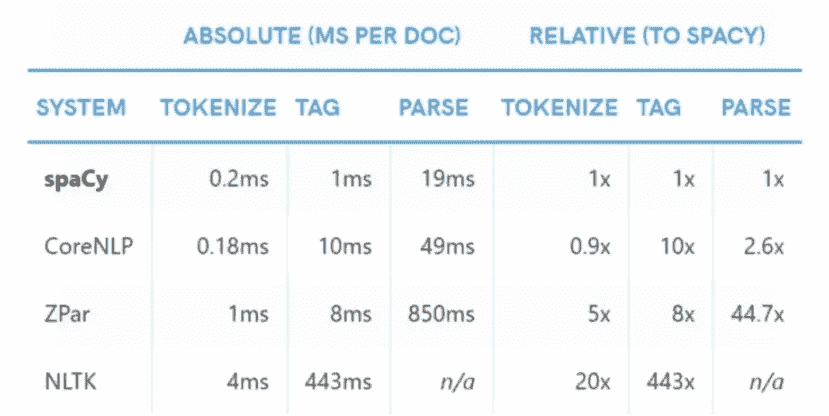 ABSOLUTE (MS PER DOC) RELATIVE (TO SPACY)
SYSTEM TOKENIZE TAG PARSE TOKENIZE TAG PARSE
spaCy 0.2ms 1ms 19ms 1x 1x 1x
CoreNLP 0.18ms 10ms 49ms 0.9x 10x 2.6x
ZPar 1ms 8ms 850ms 5x 8x 44.7x
NLTK 4ms 443ms n/a 20x 443x n/a